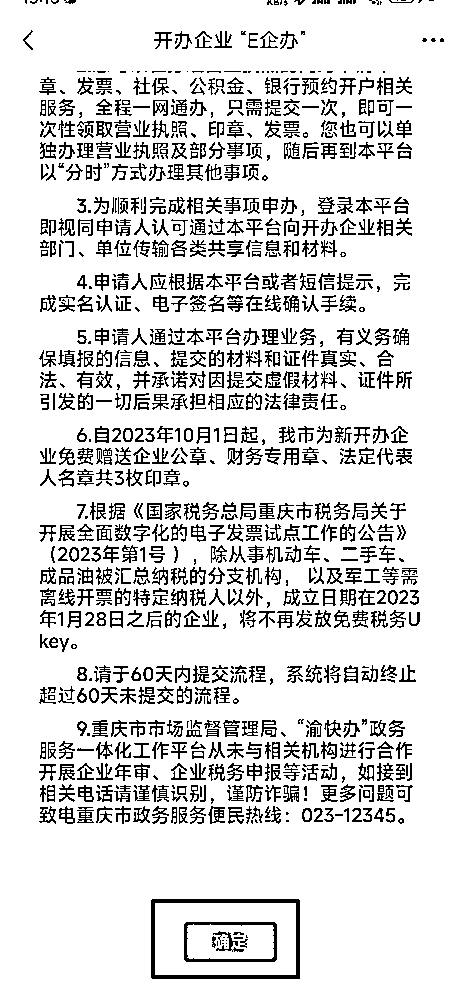 开办企业 “E企办”
章、发票、社保、公积金、银行预约开户相关
服务，全程一网通办，只需提交一次，即可一
次性领取营业执照、印章、发票。您也可以单
独办理营业执照及部分事项，随后再到本平台
以“分时”方式办理其他事项。
3.为顺利完成相关事项申办，登录本平台
即视同申请人认可通过本平台向开办企业相关
部门、单位传输各类共享信息和材料。
4.申请人应根据本平台或者短信提示，完
成实名认证、电子签名等在线确认手续。
5.申请人通过本平台办理业务，有义务确
保填报的信息、提交的材料和证件真实、合
法、有效，并承诺对因提交虚假材料、证件所
引发的一切后果承担相应的法律责任。
6.自2023年10月1日起，我市为新开办企
业免费赠送企业公章、财务专用章、法定代表
人名章共3枚印章。
7.根据《国家税务总局重庆市税务局关于
开展全面数字化的电子发票试点工作的公告》
（2023年第1号 ），除从事机动车、二手车、
成品油被汇总纳税的分支机构， 以及军工等需
离线开票的特定纳税人以外，成立日期在2023
年1月28日之后的企业，将不再发放免费税务U
key。
8.请于60天内提交流程，系统将自动终止
超过60天未提交的流程。
9.重庆市市场监督管理局、“渝快办”政务
服务一体化工作平台从未与相关机构进行合作
开展企业年审、企业税务申报等活动，如接到
相关电话请谨慎识别，谨防诈骗！更多问题可
致电重庆市政务服务便民热线：023-12345。
确定